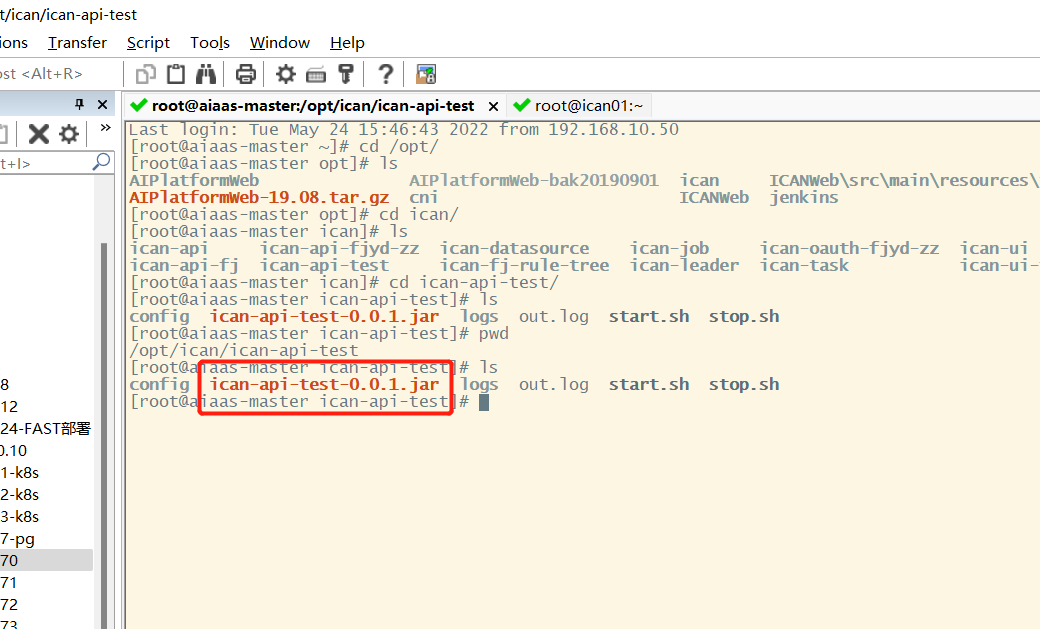 t/ican/ican-api-test
ions Transfer Script Tools Window Help
ost <Alt+R>
root@aiaas-master:/opt/ican/ican-api-test root@ican01:~
t+l>
Last login: Tue May 24 15:46:43 2022 from 192.168.10.50
[root@aiaas-master ~]# cd /opt/
[root@aiaas-master opt]# ls
AIPlatformWeb AIPlatformWeb-bak20190901 ican ICANWeb\src\main\resources\
AIPlatformWeb-19.08.tar.gz cni ICANWeb jenkins
[root@aiaas-master opt]# cd ican/
[root@aiaas-master ican]# ls
ican-api ican-api-fjyd-zz ican-datasource ican-job ican-oauth-fjyd-zz ican-ui
ican-api-fj ican-api-test ican-fj-rule-tree ican-leader ican-task ican-ui-
[root@aiaas-master ican]# cd ican-api-test/
[root@aiaas-master ican-api-test]# ls
config ican-api-test-0.0.1.jar logs out.log start.sh stop.sh
[root@aiaas-master ican-api-test]# pwd
/opt/ican/ican-api-test
[root@aiaas-master ican-api-test]# ls
config ican-api-test-0.0.1.jar logs out.log start.sh stop.sh
[root@aiaas-master ican-api-test]#
8
12
24-FAST部署
0.10
1-k8s
2-k8s
3-k8s
7-pg
70
71
72
73